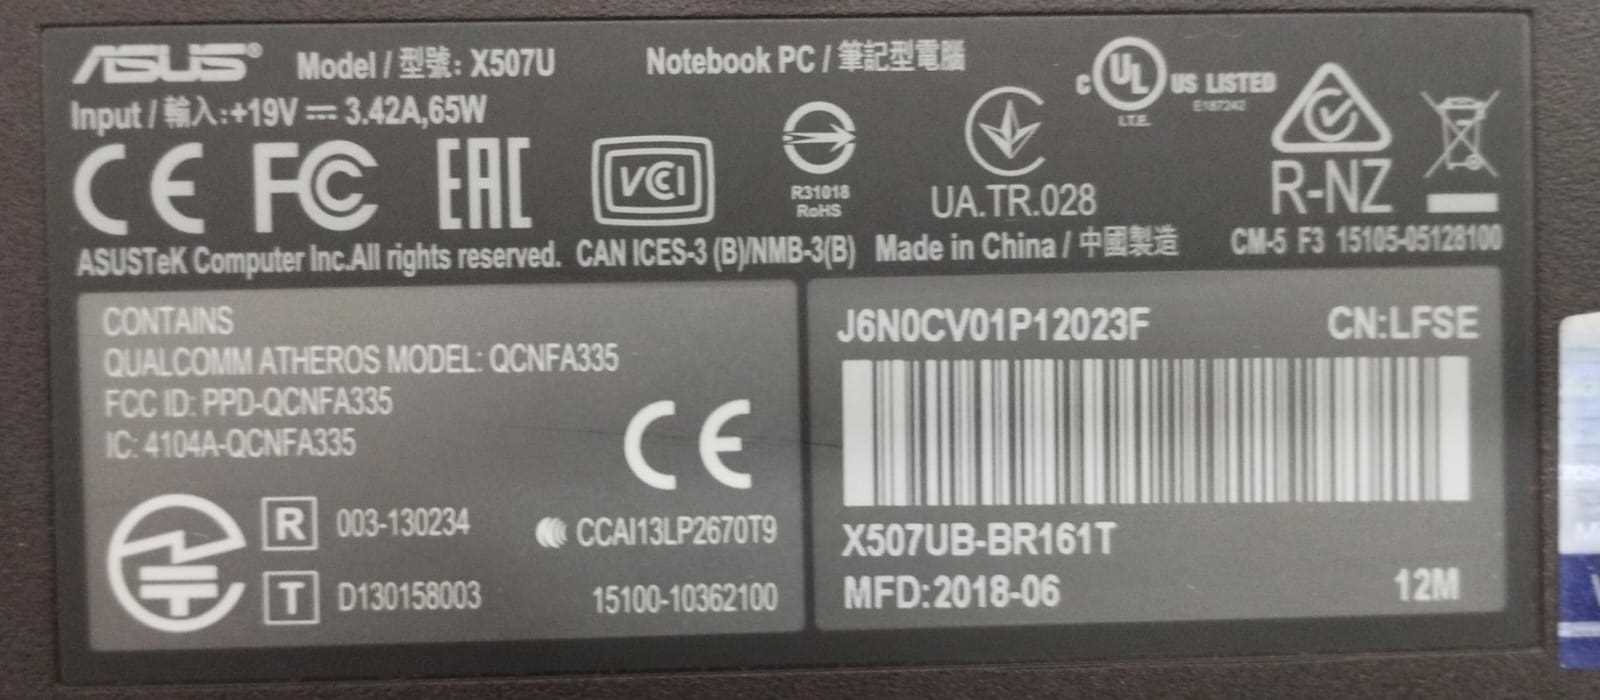 ASUS® Model / 型號: X507U Notebook PC / 筆記型電腦
Input / 輸入:+19V ⎓ 3.42A,65W
c UL US LISTED
I.T.E. E187242
CE FC EAC VCI
R31018
RoHS
UA.TR.028
R-NZ
ASUSTeK Computer Inc.All rights reserved. CAN ICES-3 (B)/NMB-3(B) Made in China / 中國製造 CM-5 F3 15105-05128100
CONTAINS
QUALCOMM ATHEROS MODEL: QCNFA335
FCC ID: PPD-QCNFA335
IC: 4104A-QCNFA335
CE
R 003-130234 CCAI13LP2670T9
T D130158003 15100-10362100
J6N0CV01P12023F CN:LFSE
X507UB-BR161T
MFD:2018-06 12M